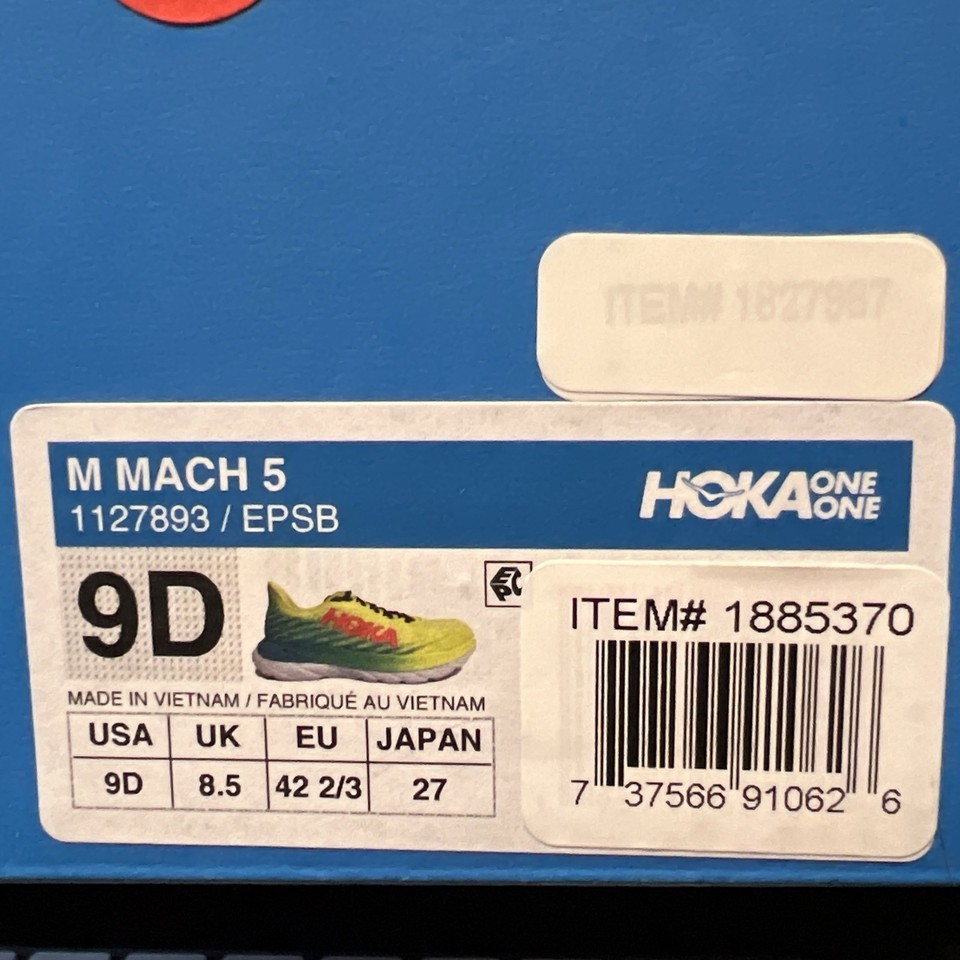 ITEM# 1827987
M MACH 5
1127893 / EPSB
HOKA ONE ONE
9D
HOKA
EPC
ITEM# 1885370
MADE IN VIETNAM / FABRIQUÉ AU VIETNAM
USA UK EU JAPAN
9D 8.5 42 2/3 27
7 37566 91062 6